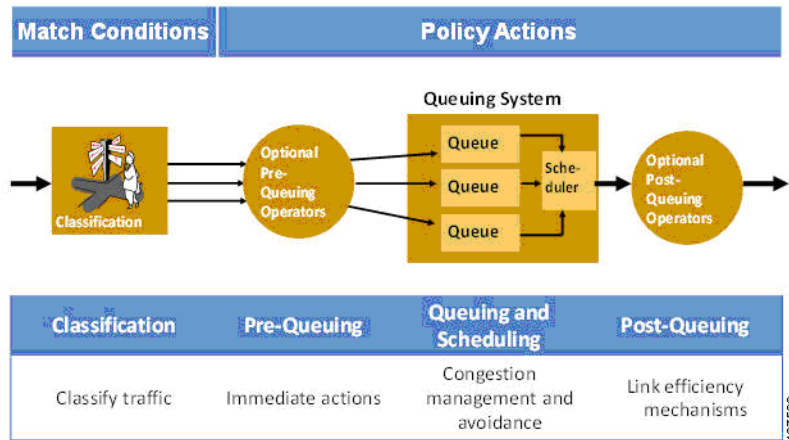 Match Conditions
Policy Actions
Queuing System
Classification
Optional
Pre-
Queuing
Operators
Queue
Queue
Queue
Sche-
duler
Optional
Post-
Queuing
Operators
Classification
Pre-Queuing
Queuing and
Scheduling
Post-Queuing
Classify traffic
Immediate actions
Congestion
management and
avoidance
Link efficiency
mechanisms